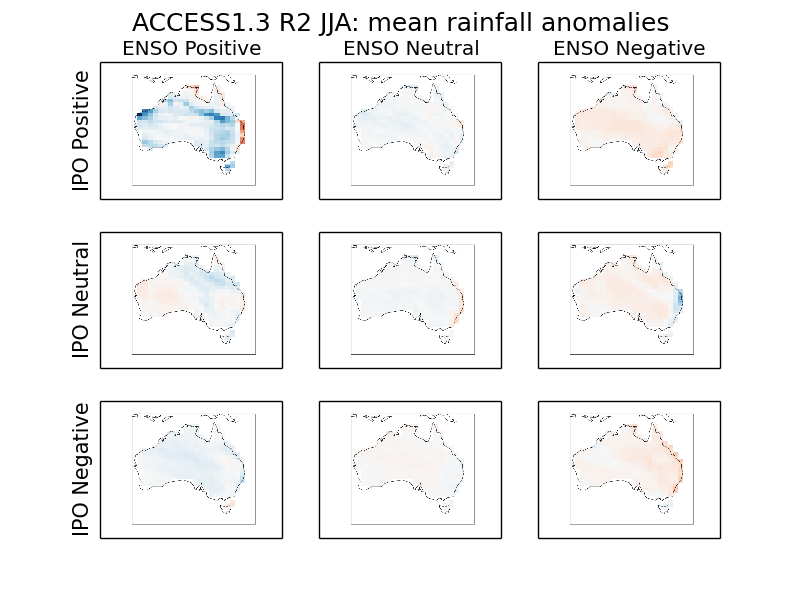 ACCESS1.3 R2 JJA: mean rainfall anomalies
ENSO Positive
ENSO Neutral
ENSO Negative
IPO Positive
IPO Neutral
IPO Negative